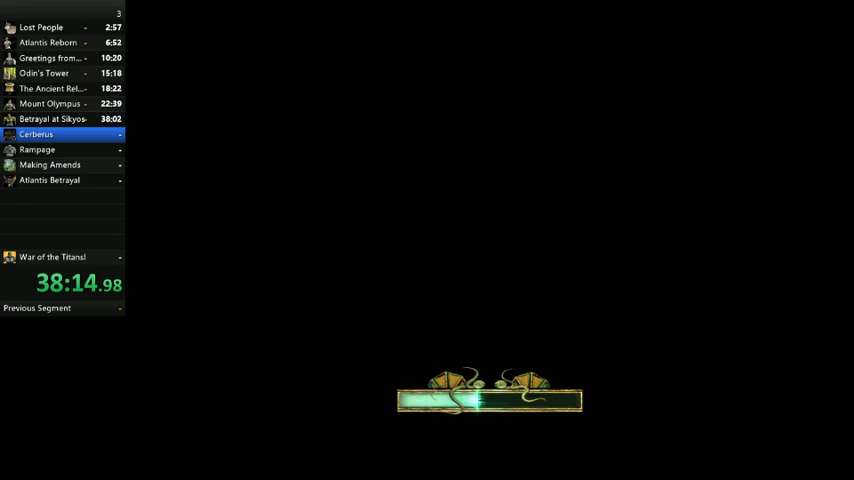 3
Lost People - 2:57
Atlantis Reborn - 6:52
Greetings from... - 10:20
Odin's Tower - 15:18
The Ancient Rel... - 18:22
Mount Olympus - 22:39
Betrayal at Sikyos - 38:02
Cerberus -
Rampage -
Making Amends -
Atlantis Betrayal -
War of the Titans! -
38:14.98
Previous Segment -